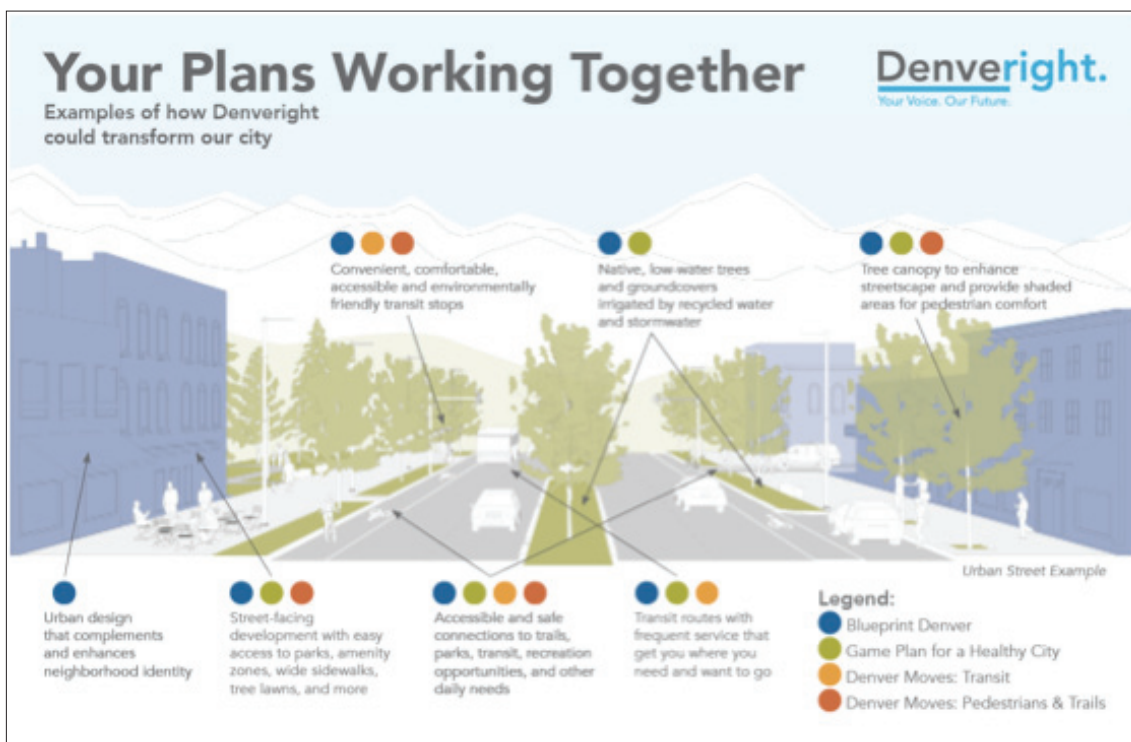 Your Plans Working Together
Examples of how Denveright
could transform our city
Denveright.
Your Voice. Our Future.
Convenient, comfortable,
accessible and environmentally
friendly transit stops
Native, low-water trees
and groundcovers
irrigated by recycled water
and stormwater
Tree canopy to enhance
streetscape and provide shaded
areas for pedestrian comfort
Urban Street Example
Urban design
that complements
and enhances
neighborhood identity
Street-facing
development with easy
access to parks, amenity
zones, wide sidewalks,
tree lawns, and more
Accessible and safe
connections to trails,
parks, transit, recreation
opportunities, and other
daily needs
Transit routes with
frequent service that
get you where you
need and want to go
Legend:
Blueprint Denver
Game Plan for a Healthy City
Denver Moves: Transit
Denver Moves: Pedestrians & Trails